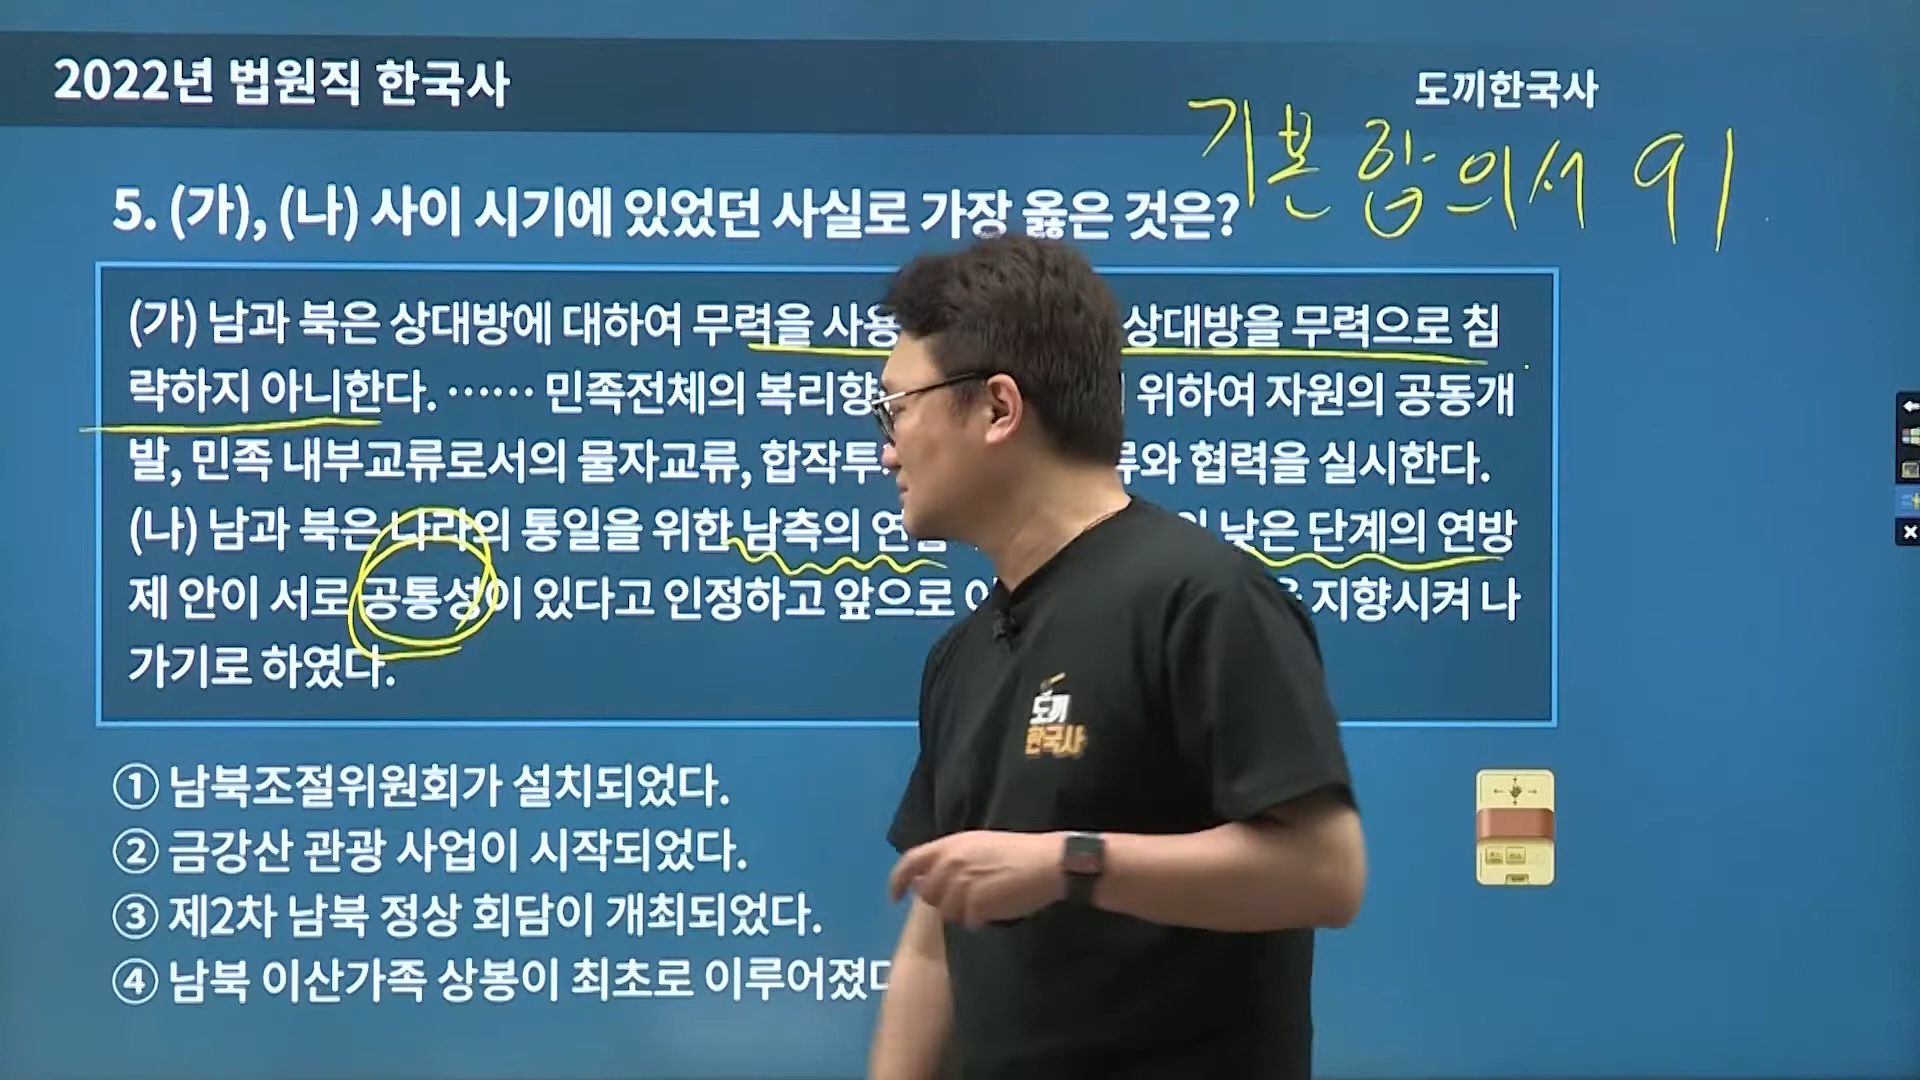 2022년 법원직 한국사
도끼한국사
기본합의서 91
5. (가), (나) 사이 시기에 있었던 사실로 가장 옳은 것은?
(가) 남과 북은 상대방에 대하여 무력을 사용 상대방을 무력으로 침
략하지 아니한다. …… 민족전체의 복리향 위하여 자원의 공동개
발, 민족 내부교류로서의 물자교류, 합작투 류와 협력을 실시한다.
(나) 남과 북은 나라의 통일을 위한 남측의 연 낮은 단계의 연방
제 안이 서로 공통성이 있다고 인정하고 앞으로 지향시켜 나
가기로 하였다.
① 남북조절위원회가 설치되었다.
② 금강산 관광 사업이 시작되었다.
③ 제2차 남북 정상 회담이 개최되었다.
④ 남북 이산가족 상봉이 최초로 이루어졌
도끼
한국사